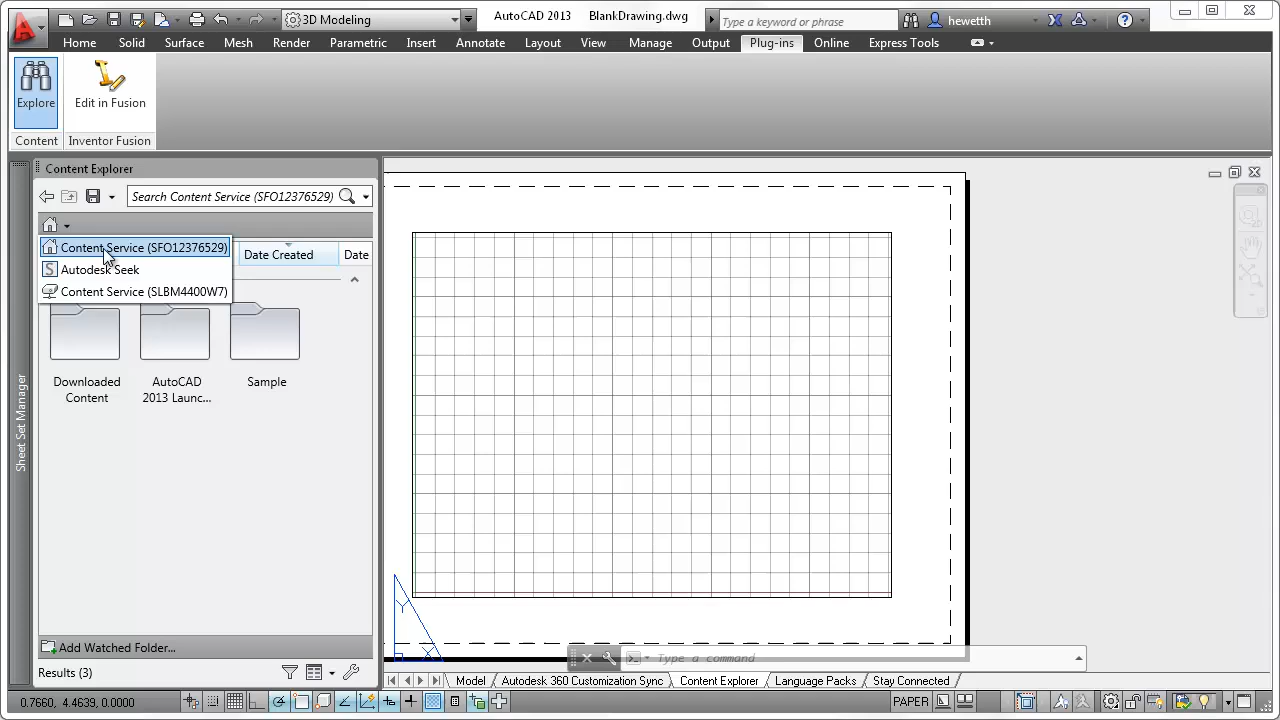 3D Modeling
AutoCAD 2013 BlankDrawing.dwg
Type a keyword or phrase
hewetth
Home Solid Surface Mesh Render Parametric Insert Annotate Layout View Manage Output Plug-ins Online Express Tools
Explore
Edit in Fusion
Content
Inventor Fusion
Content Explorer
Search Content Service (SFO12376529)
Content Service (SFO12376529)
Autodesk Seek
Content Service (SLBM4400W7)
Date Created
Date
Downloaded
Content
AutoCAD
2013 Launc...
Sample
Sheet Set Manager
Add Watched Folder...
Results (3)
Y
X
Type a command
Model Autodesk 360 Customization Sync Content Explorer Language Packs Stay Connected
0.7660, 4.4639, 0.0000
PAPER